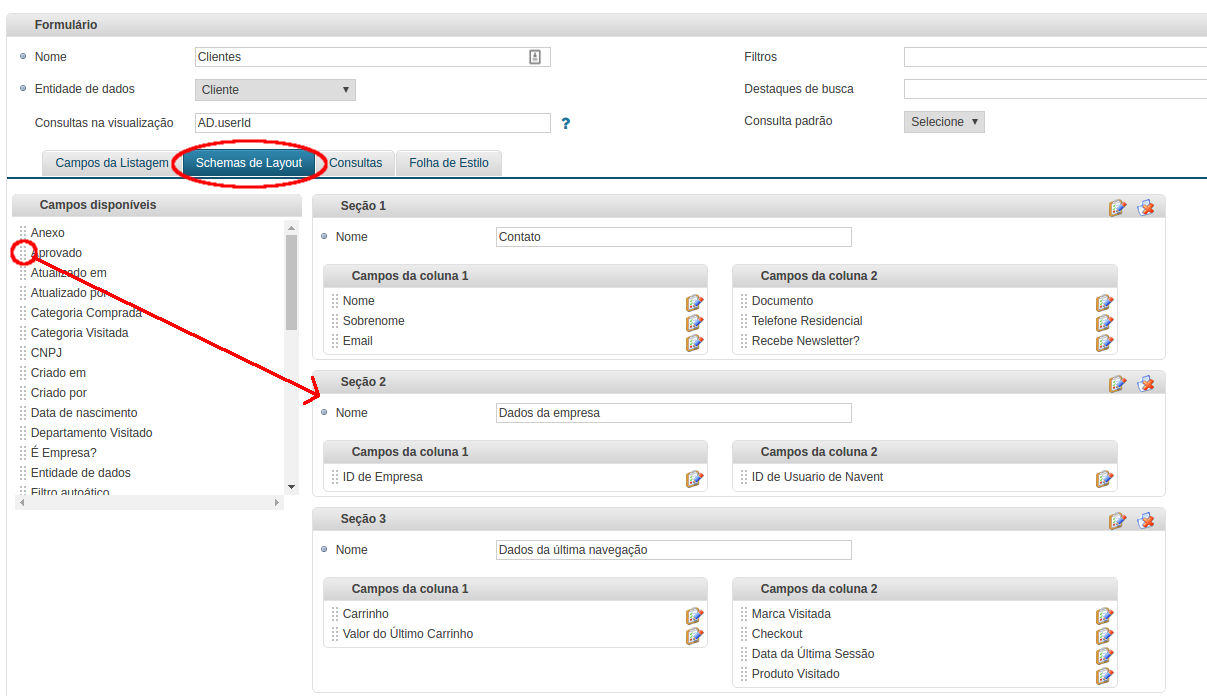 Formulário
Nome Clientes Filtros
Entidade de dados Cliente Destaques de busca
Consultas na visualização AD.userId ? Consulta padrão Selecione
Campos da Listagem Schemas de Layout Consultas Folha de Estilo
Campos disponíveis
Anexo
Aprovado
Atualizado em
Atualizado por
Categoria Comprada
Categoria Visitada
CNPJ
Criado em
Criado por
Data de nascimento
Departamento Visitado
É Empresa?
Entidade de dados
Filtro autoático
Seção 1
Nome Contato
Campos da coluna 1
Nome
Sobrenome
Email
Campos da coluna 2
Documento
Telefone Residencial
Recebe Newsletter?
Seção 2
Nome Dados da empresa
Campos da coluna 1
ID de Empresa
Campos da coluna 2
ID de Usuario de Navent
Seção 3
Nome Dados da última navegação
Campos da coluna 1
Carrinho
Valor do Último Carrinho
Campos da coluna 2
Marca Visitada
Checkout
Data da Última Sessão
Produto Visitado